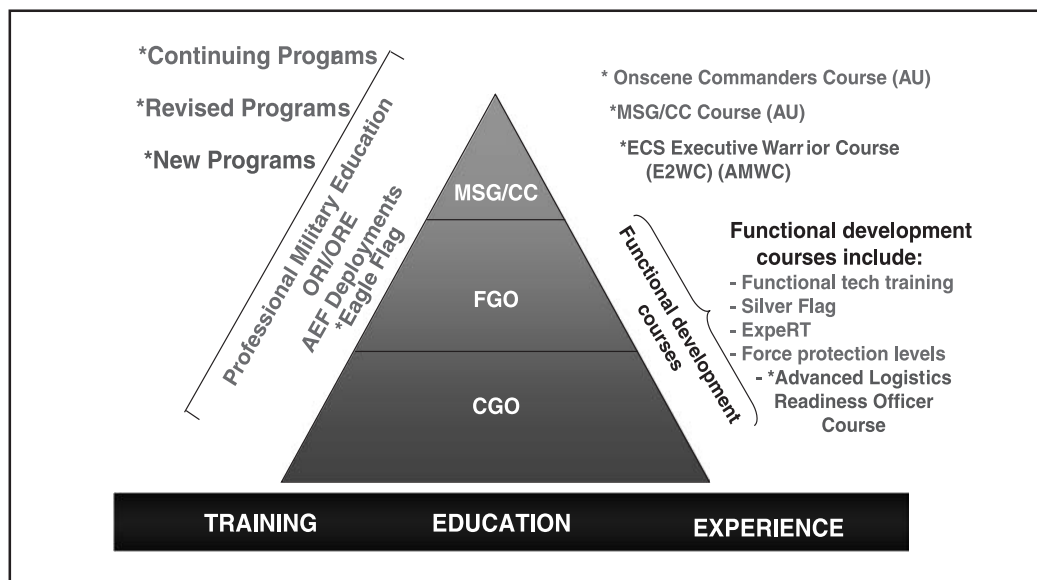 *Continuing Progams
*Revised Programs
*New Programs
Professional Military Education
ORI/ORE
AEF Deployments
*Eagle Flag
MSG/CC
FGO
CGO
* Onscene Commanders Course (AU)
*MSG/CC Course (AU)
*ECS Executive Warrior Course
(E2WC) (AMWC)
Functional development
courses
Functional development
courses include:
- Functional tech training
- Silver Flag
- ExpeRT
- Force protection levels
- *Advanced Logistics
Readiness Officer
Course
TRAINING
EDUCATION
EXPERIENCE